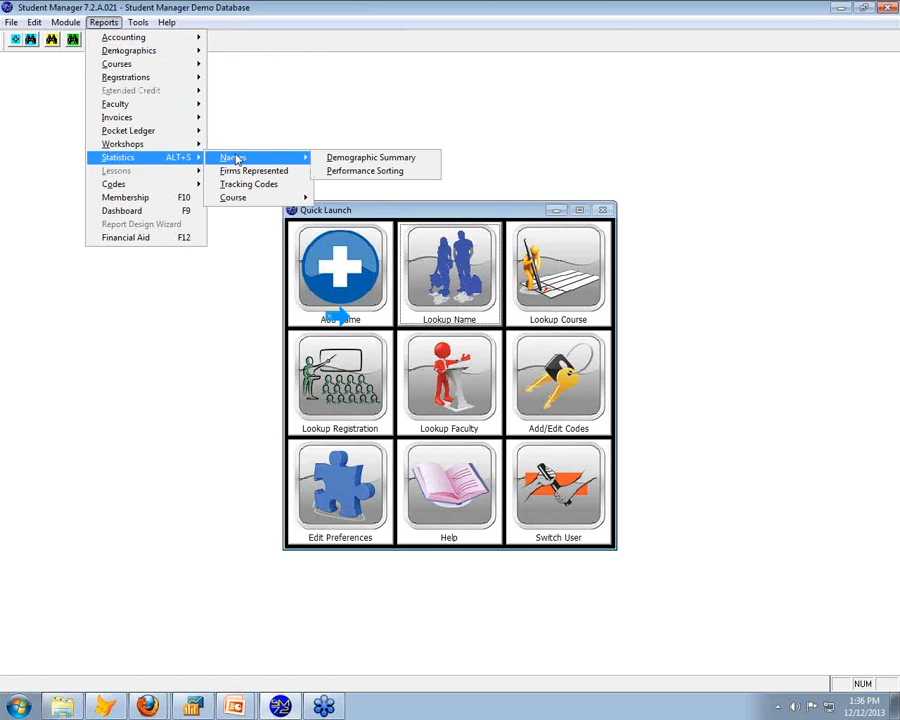 Student Manager 7.2.A.021 - Student Manager Demo Database
File Edit Module Reports Tools Help
Accounting
Demographics
Courses
Registrations
Extended Credit
Faculty
Invoices
Pocket Ledger
Workshops
Statistics ALT+S
Lessons
Codes
Membership F10
Dashboard F9
Report Design Wizard
Financial Aid F12
Names
Firms Represented
Tracking Codes
Course
Demographic Summary
Performance Sorting
Quick Launch
Add Name
Lookup Name
Lookup Course
Lookup Registration
Lookup Faculty
Add/Edit Codes
Edit Preferences
Help
Switch User
NUM
1:36 PM
12/12/2013